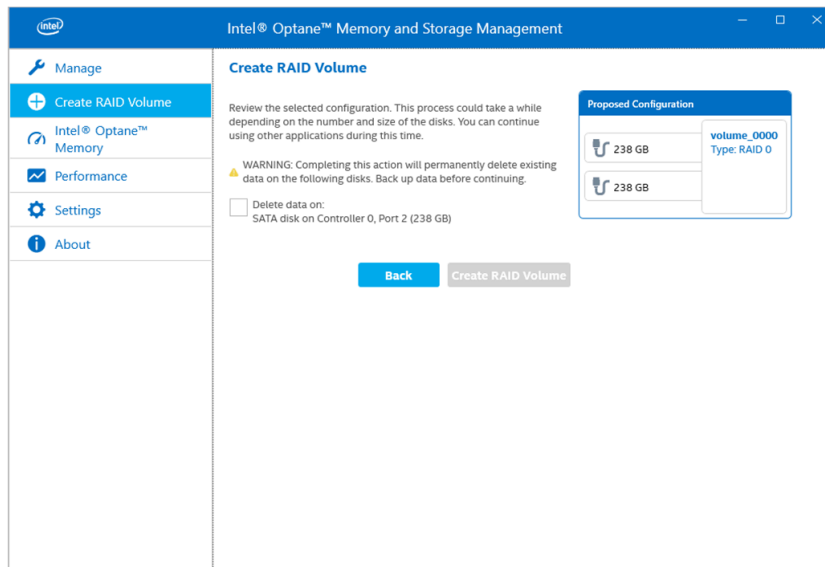 intel
Intel® Optane™ Memory and Storage Management
Manage
Create RAID Volume
Intel® Optane™
Memory
Performance
Settings
About
Create RAID Volume
Review the selected configuration. This process could take a while
depending on the number and size of the disks. You can continue
using other applications during this time.
WARNING: Completing this action will permanently delete existing
data on the following disks. Back up data before continuing.
Delete data on:
SATA disk on Controller 0, Port 2 (238 GB)
Back
Create RAID Volume
Proposed Configuration
238 GB
238 GB
volume_0000
Type: RAID 0